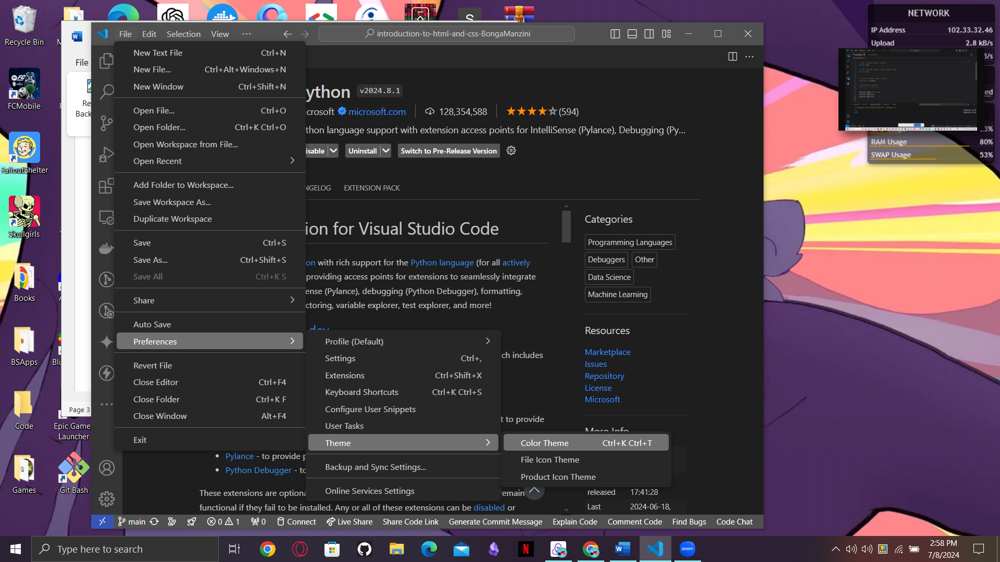 Recycle Bin
FCMobile
FalloutShelter
Skullgirls
Books
BSApps
Code
Epic Games
Launcher
Games
Git Bash
File
Page 3
File Edit Selection View ···
introduction-to-html-and-css-BongaManzini
New Text File Ctrl+N
New File... Ctrl+Alt+Windows+N
New Window Ctrl+Shift+N
Open File... Ctrl+O
Open Folder... Ctrl+K Ctrl+O
Open Workspace from File...
Open Recent
Add Folder to Workspace...
Save Workspace As...
Duplicate Workspace
Save Ctrl+S
Save As... Ctrl+Shift+S
Save All Ctrl+K S
Share
Auto Save
Preferences
Revert File
Close Editor Ctrl+F4
Close Folder Ctrl+K F
Close Window Alt+F4
Exit
Profile (Default)
Settings Ctrl+,
Extensions Ctrl+Shift+X
Keyboard Shortcuts Ctrl+K Ctrl+S
Configure User Snippets
User Tasks
Theme
Backup and Sync Settings...
Online Services Settings
Color Theme Ctrl+K Ctrl+T
File Icon Theme
Product Icon Theme
ython v2024.8.1
crosoft microsoft.com 128,354,588 (594)
thon language support with extension access points for IntelliSense (Pylance), Debugging (Py...
isable Uninstall Switch to Pre-Release Version
NGELOG EXTENSION PACK
ion for Visual Studio Code
on with rich support for the Python language (for all actively
providing access points for extensions to seamlessly integrate
ense (Pylance), debugging (Python Debugger), formatting,
ctoring, variable explorer, test explorer, and more!
ch includes
t to provide
Pylance - to provide
Python Debugger - to
These extensions are optional remain
functional if they fail to be installed. Any or all of these extensions can be disabled or
Categories
Programming Languages
Debuggers Other
Data Science
Machine Learning
Resources
Marketplace
Issues
Repository
License
Microsoft
More Info
released 17:41:28
Last 2024-06-18,
main 0 1 0 Connect Live Share Share Code Link Generate Commit Message Explain Code Comment Code Find Bugs Code Chat
NETWORK
IP Address 102.33.32.46
Upload 2.8 kB/s
RAM Usage 80%
SWAP Usage 53%
Type here to search
zoom
2:58 PM
7/8/2024